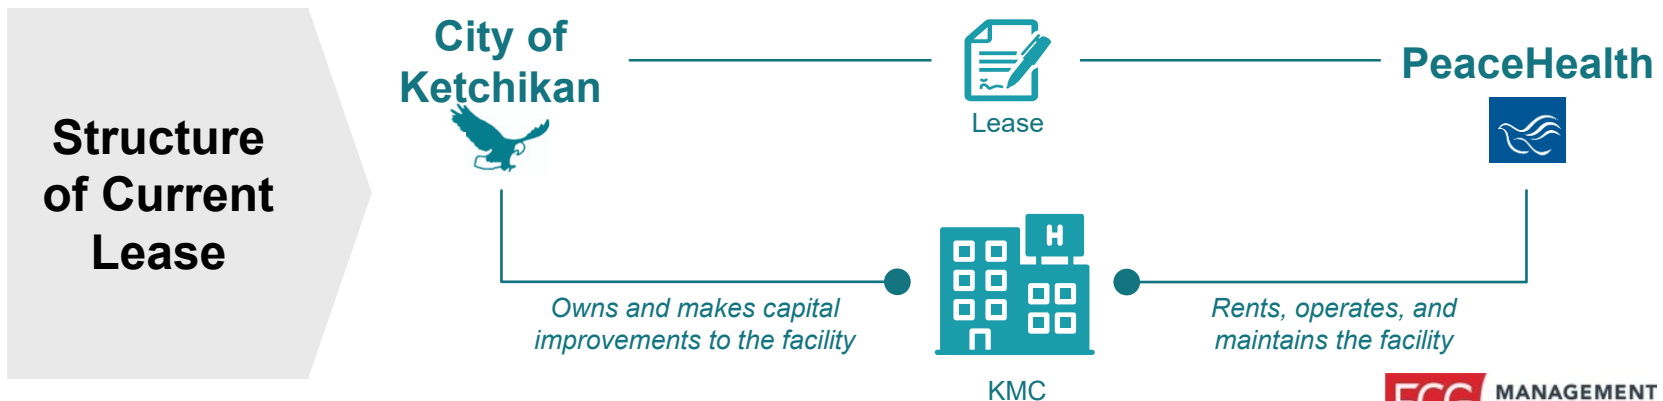 Structure
of Current
Lease
City of
Ketchikan
Lease
PeaceHealth
Owns and makes capital
improvements to the facility
H
KMC
Rents, operates, and
maintains the facility
ECG MANAGEMENT